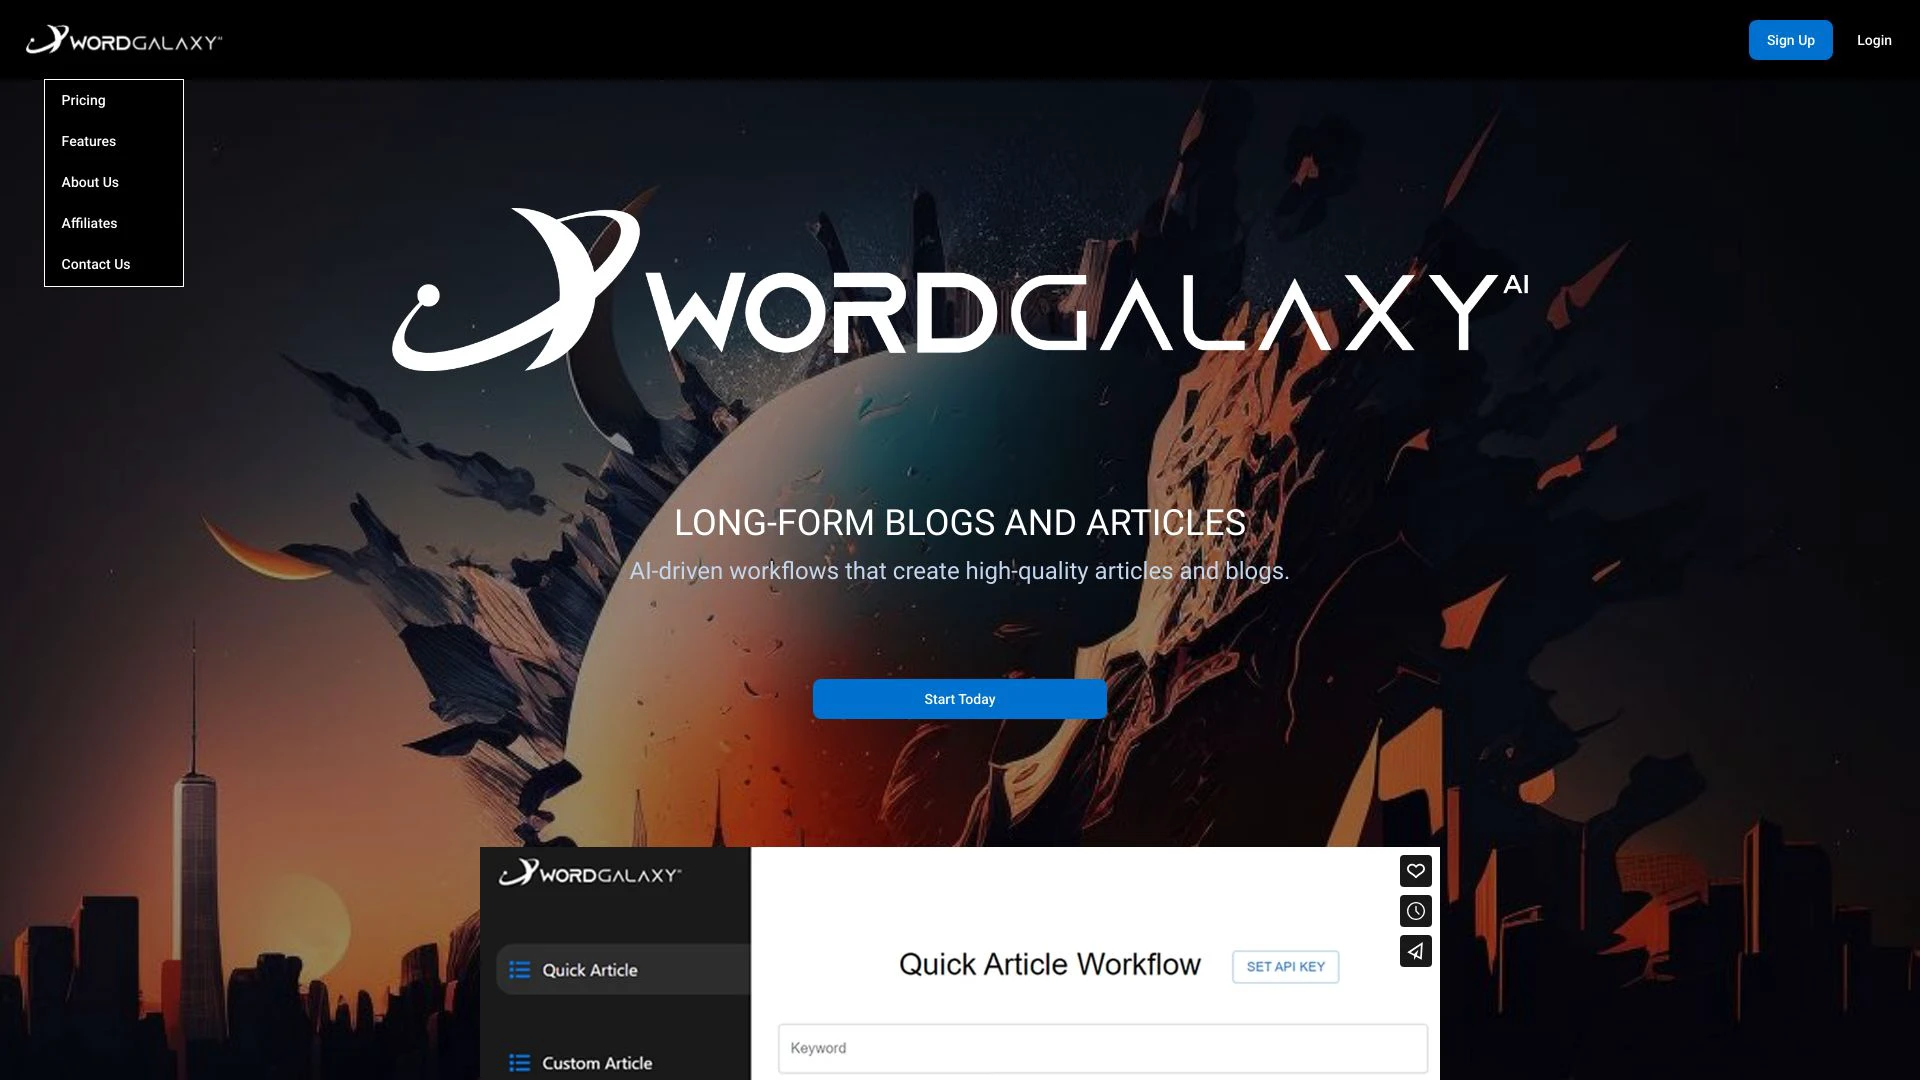 WORDGALAXY
Sign Up
Login
Pricing
Features
About Us
Affiliates
Contact Us
WORDGALAXY AI
LONG-FORM BLOGS AND ARTICLES
AI-driven workflows that create high-quality articles and blogs.
Start Today
WORDGALAXY
Quick Article
Quick Article Workflow
SET API KEY
Keyword
Custom Article